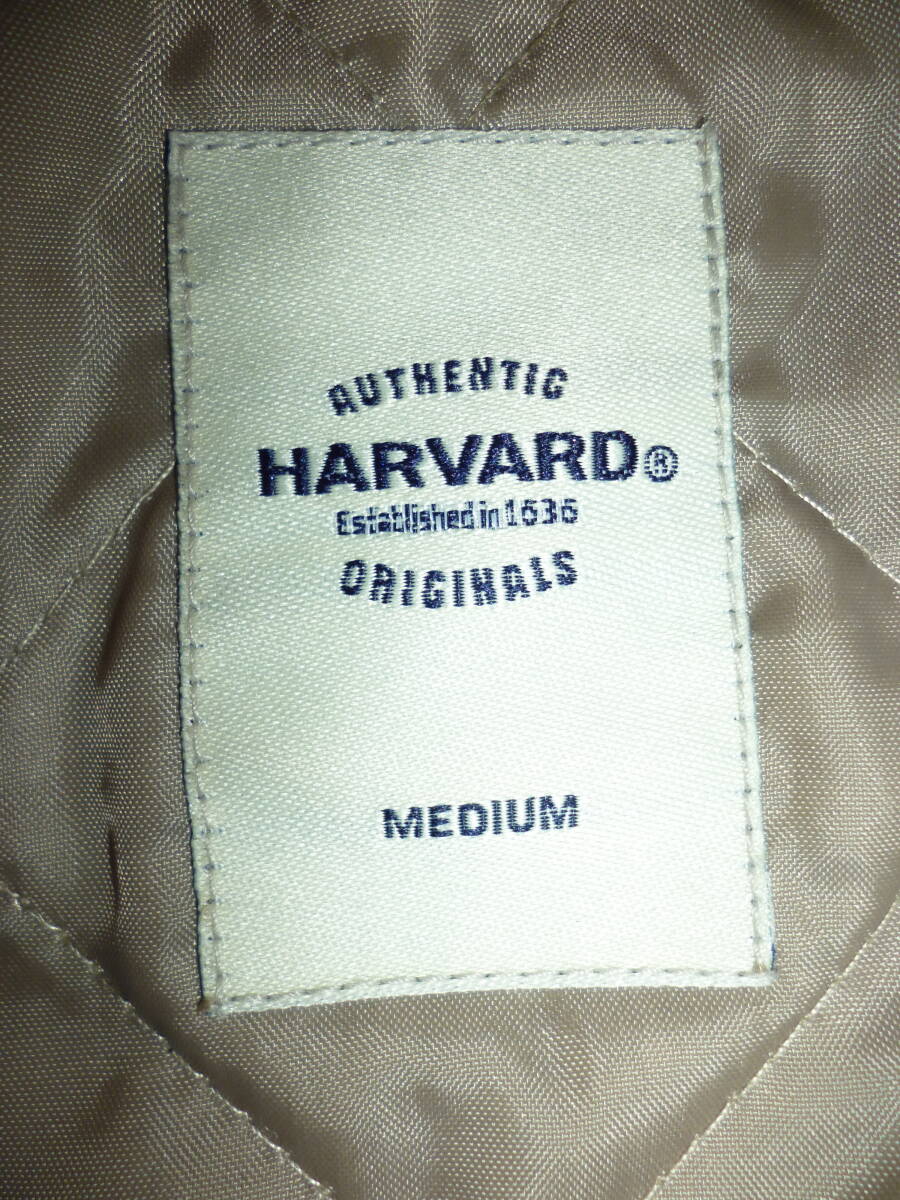 AUTHENTIC
HARVARD®
Established in 1636
ORIGINALS
MEDIUM